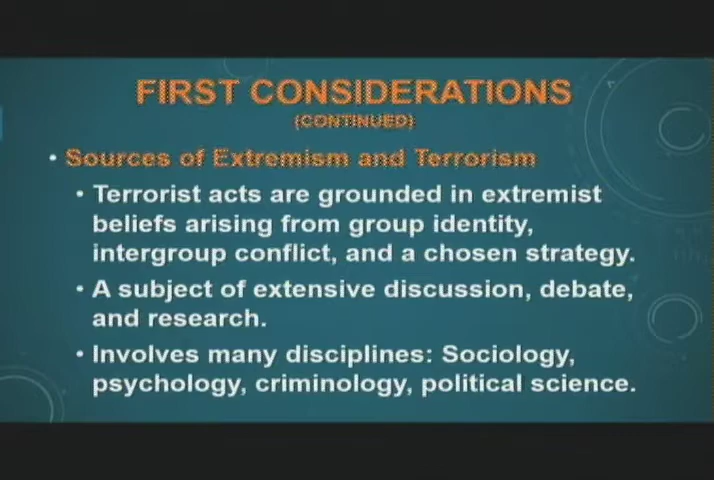 FIRST CONSIDERATIONS
(CONTINUED)
• Sources of Extremism and Terrorism
• Terrorist acts are grounded in extremist
beliefs arising from group identity,
intergroup conflict, and a chosen strategy.
• A subject of extensive discussion, debate,
and research.
• Involves many disciplines: Sociology,
psychology, criminology, political science.